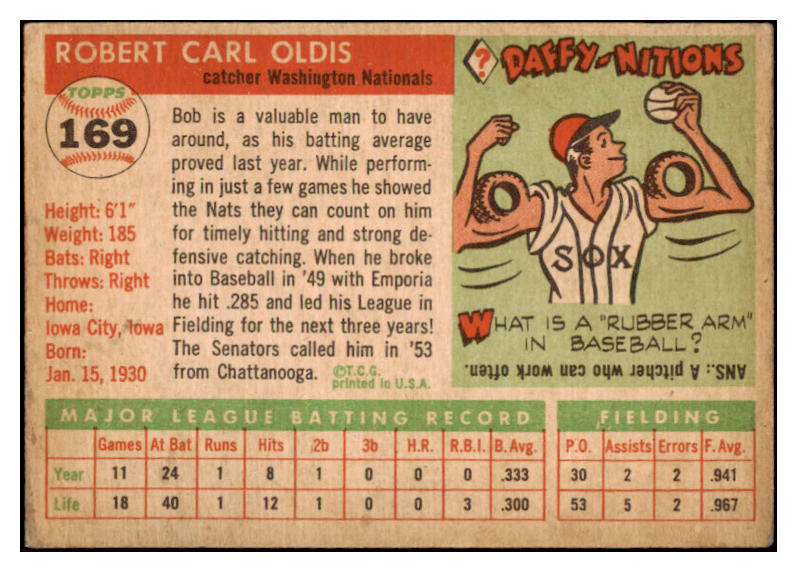 ROBERT CARL OLDIS
catcher Washington Nationals
TOPPS
169
Height: 6'1"
Weight: 185
Bats: Right
Throws: Right
Home:
Iowa City, Iowa
Born:
Jan. 15, 1930
Bob is a valuable man to have
around, as his batting average
proved last year. While perform-
ing in just a few games he showed
the Nats they can count on him
for timely hitting and strong de-
fensive catching. When he broke
into Baseball in '49 with Emporia
he hit .285 and led his League in
Fielding for the next three years!
The Senators called him in '53
from Chattanooga.
©T.C.G.
printed in U.S.A.
? DAFFY-NITIONS
SOX
WHAT IS A "RUBBER ARM"
IN BASEBALL?
ANS.: A pitcher who can work often.
MAJOR LEAGUE BATTING RECORD FIELDING
Games At Bat Runs Hits 2b 3b H.R. R.B.I. B. Avg. P.O. Assists Errors F. Avg.
Year 11 24 1 8 1 0 0 0 .333 30 2 2 .941
Life 18 40 1 12 1 0 0 3 .300 53 5 2 .967